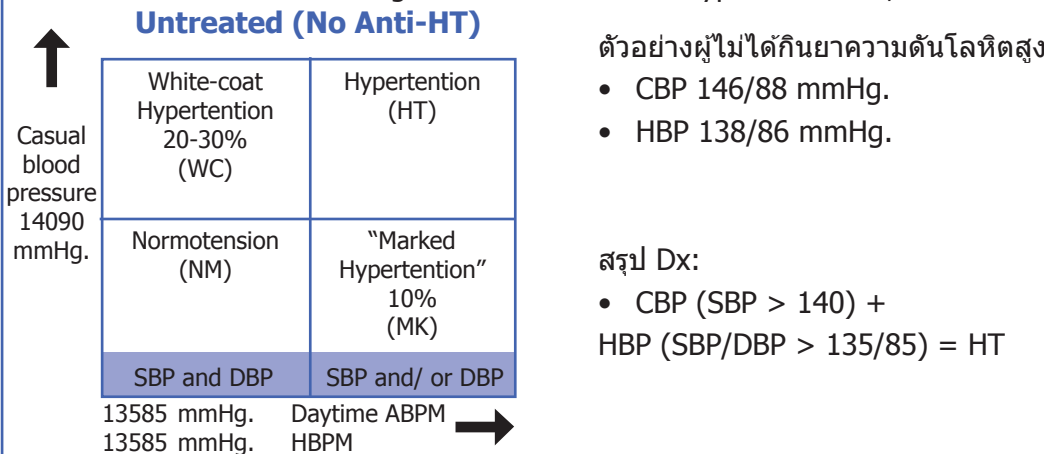 Untreated (No Anti-HT)
Casual
blood
pressure
14090
mmHg.
White-coat
Hypertention
20-30%
(WC)
Hypertention
(HT)
Normotension
(NM)
“Marked
Hypertention”
10%
(MK)
SBP and DBP
SBP and/ or DBP
13585 mmHg. Daytime ABPM
13585 mmHg. HBPM
ตัวอย่างผู้ไม่ได้กินยาความดันโลหิตสูง
• CBP 146/88 mmHg.
• HBP 138/86 mmHg.
สรุป Dx:
• CBP (SBP > 140) +
HBP (SBP/DBP > 135/85) = HT